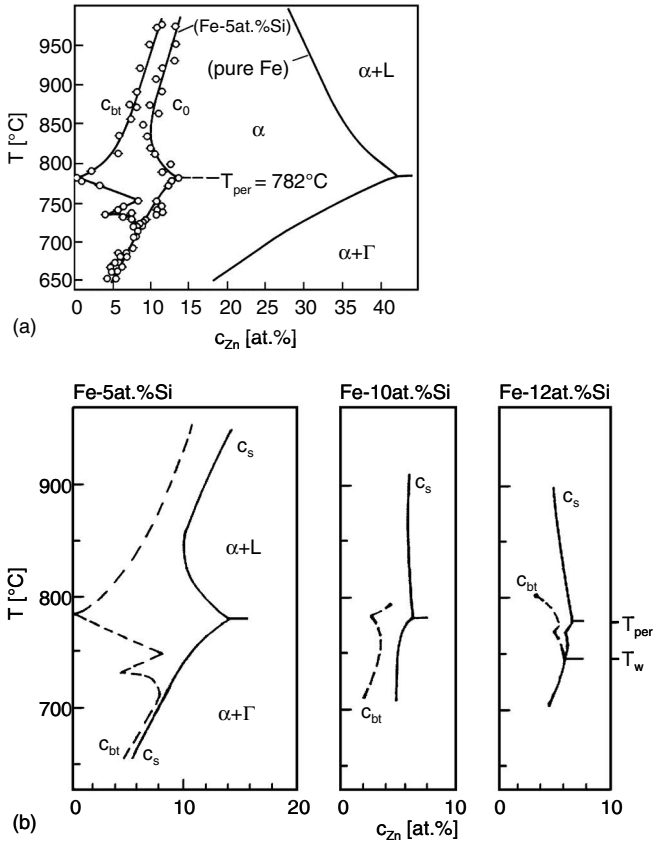 950
900
850
800
750
700
650
T [°C]
(Fe-5at.%Si)
(pure Fe)
α+L
c_bt
c_0
α
T_per = 782°C
α+Γ
0 5 10 15 20 25 30 35 40
c_Zn [at.%]
(a)
Fe-5at.%Si
Fe-10at.%Si
Fe-12at.%Si
900
800
700
T [°C]
c_s
α+L
α+Γ
c_bt
c_s
0 10 20
c_s
c_bt
0 10
c_s
c_bt
T_per
T_w
0 10
c_Zn [at.%]
(b)